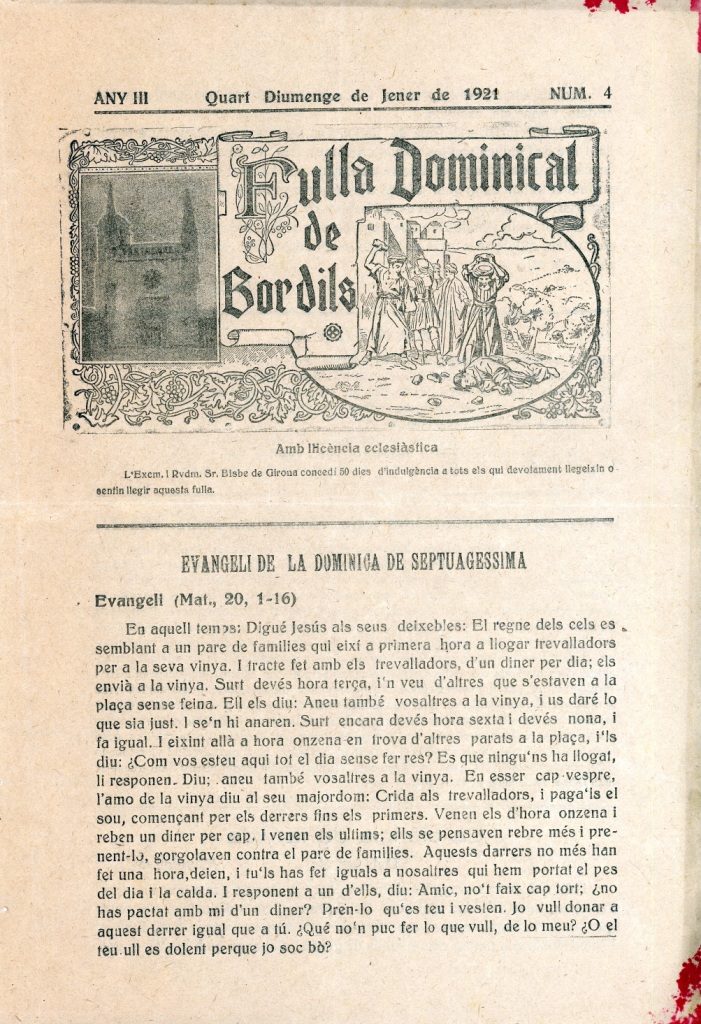 ANY III Quart Diumenge de Jener de 1921 NUM. 4
Fulla Dominical
de
Bordils
Amb llicència eclesiàstica
L'Excm. i Rvdm. Sr. Bisbe de Girona concedí 50 dies d'indulgència a tots els qui devotament llegeixin o
sentin llegir aquesta fulla.
EVANGELI DE LA DOMINICA DE SEPTUAGESSIMA
Evangeli (Mat., 20, 1-16)
En aquell temps: Digué Jesús als seus deixebles: El regne dels cels es
semblant a un pare de families qui eixí a primera hora a llogar trevalladors
per a la seva vinya. I tracte fet amb els trevalladors, d'un diner per dia; els
envià a la vinya. Surt devés hora terça, i'n veu d'altres que s'estaven a la
plaça sense feina. Ell els diu: Aneu també vosaltres a la vinya, i us daré lo
que sia just. I se'n hi anaren. Surt encara devés hora sexta i devés nona, i
fa igual. I eixint allà a hora onzena en trova d'altres parats a la plaça, i'ls
diu: ¿Com vos esteu aqui tot el dia sense fer res? Es que ningu'ns ha llogat,
li responen. Diu; aneu també vosaltres a la vinya. En esser cap vespre,
l'amo de la vinya diu al seu majordom: Crida als trevalladors, i paga'ls el
sou, començant per els derrers fins els primers. Venen els d'hora onzena i
reben un diner per cap. I venen els ultims; ells se pensaven rebre més i pre-
nent-lo, gorgolaven contra el pare de families. Aquests darrers no més han
fet una hora, deien, i tu'ls has fet iguals a nosaltres qui hem portat el pes
del dia i la calda. I responent a un d'ells, diu: Amic, no't faix cap tort; ¿no
has pactat amb mi d'un diner? Pren-lo qu'es teu i vesten. Jo vull donar a
aquest derrer igual que a tú. ¿Qué no'n puc fer lo que vull, de lo meu? ¿O el
teu ull es dolent perque jo soc bò?